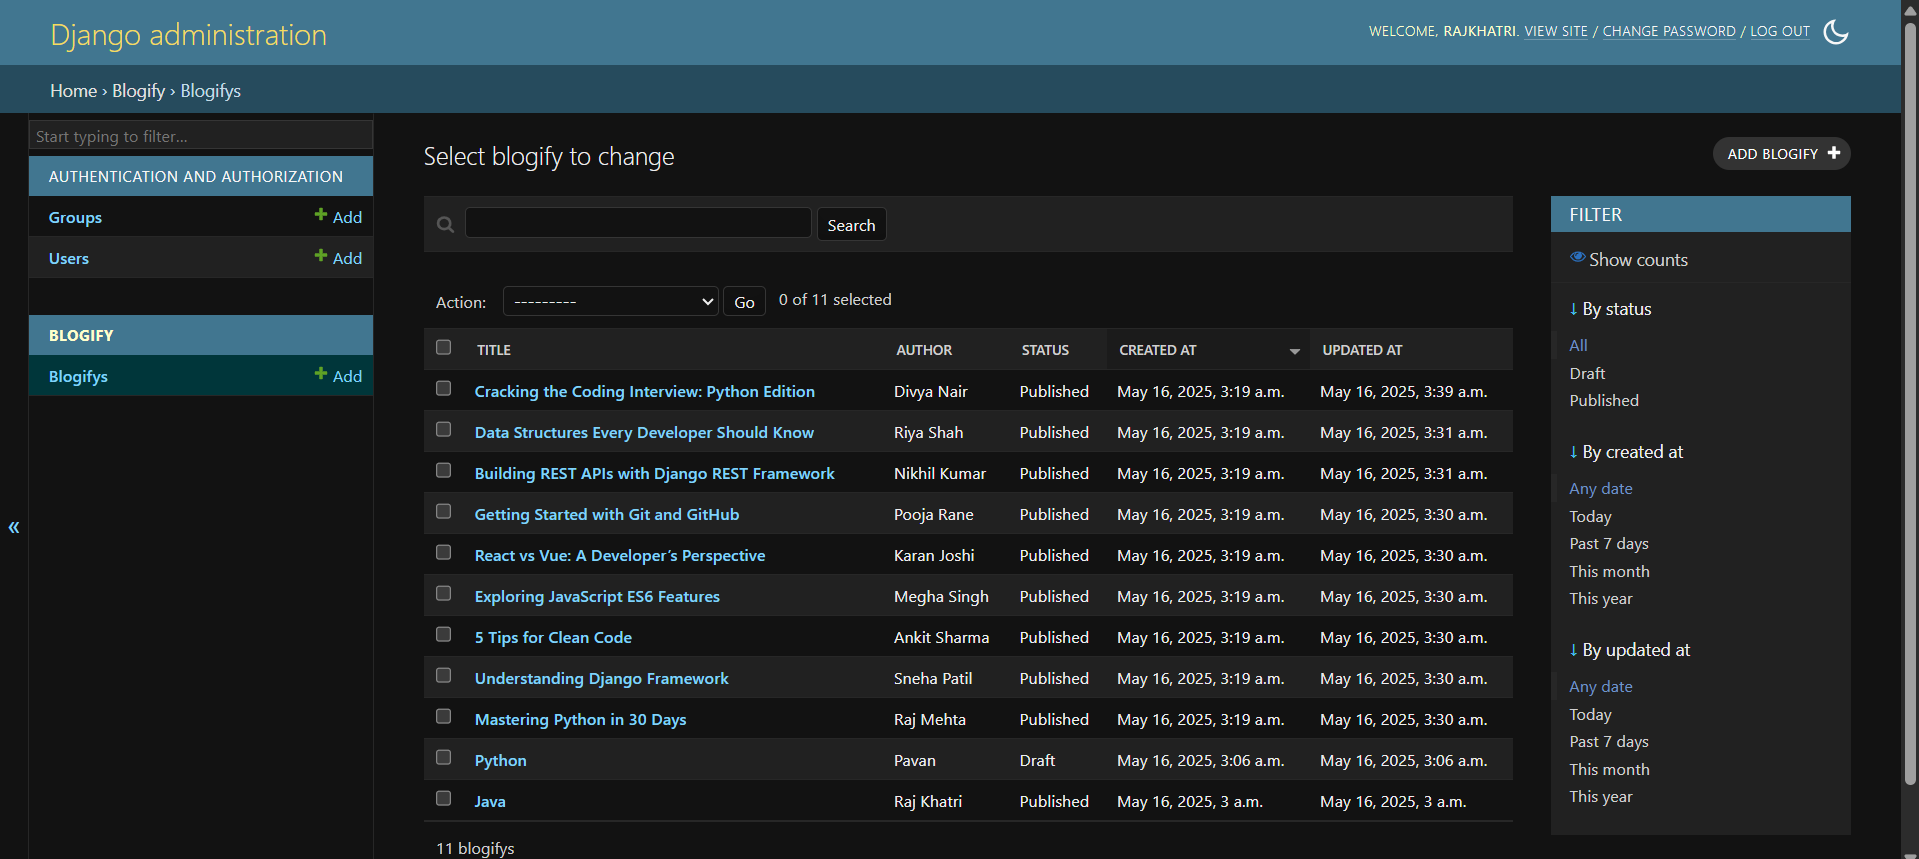 Django administration
WELCOME, RAJKHATRI. VIEW SITE / CHANGE PASSWORD / LOG OUT
Home › Blogify › Blogifys
Start typing to filter...
AUTHENTICATION AND AUTHORIZATION
Groups + Add
Users + Add
BLOGIFY
Blogifys + Add
«
Select blogify to change
ADD BLOGIFY +
Search
Action: --------- Go 0 of 11 selected
TITLE AUTHOR STATUS CREATED AT UPDATED AT
Cracking the Coding Interview: Python Edition Divya Nair Published May 16, 2025, 3:19 a.m. May 16, 2025, 3:39 a.m.
Data Structures Every Developer Should Know Riya Shah Published May 16, 2025, 3:19 a.m. May 16, 2025, 3:31 a.m.
Building REST APIs with Django REST Framework Nikhil Kumar Published May 16, 2025, 3:19 a.m. May 16, 2025, 3:31 a.m.
Getting Started with Git and GitHub Pooja Rane Published May 16, 2025, 3:19 a.m. May 16, 2025, 3:30 a.m.
React vs Vue: A Developer’s Perspective Karan Joshi Published May 16, 2025, 3:19 a.m. May 16, 2025, 3:30 a.m.
Exploring JavaScript ES6 Features Megha Singh Published May 16, 2025, 3:19 a.m. May 16, 2025, 3:30 a.m.
5 Tips for Clean Code Ankit Sharma Published May 16, 2025, 3:19 a.m. May 16, 2025, 3:30 a.m.
Understanding Django Framework Sneha Patil Published May 16, 2025, 3:19 a.m. May 16, 2025, 3:30 a.m.
Mastering Python in 30 Days Raj Mehta Published May 16, 2025, 3:19 a.m. May 16, 2025, 3:30 a.m.
Python Pavan Draft May 16, 2025, 3:06 a.m. May 16, 2025, 3:06 a.m.
Java Raj Khatri Published May 16, 2025, 3 a.m. May 16, 2025, 3 a.m.
11 blogifys
FILTER
Show counts
↓ By status
All
Draft
Published
↓ By created at
Any date
Today
Past 7 days
This month
This year
↓ By updated at
Any date
Today
Past 7 days
This month
This year